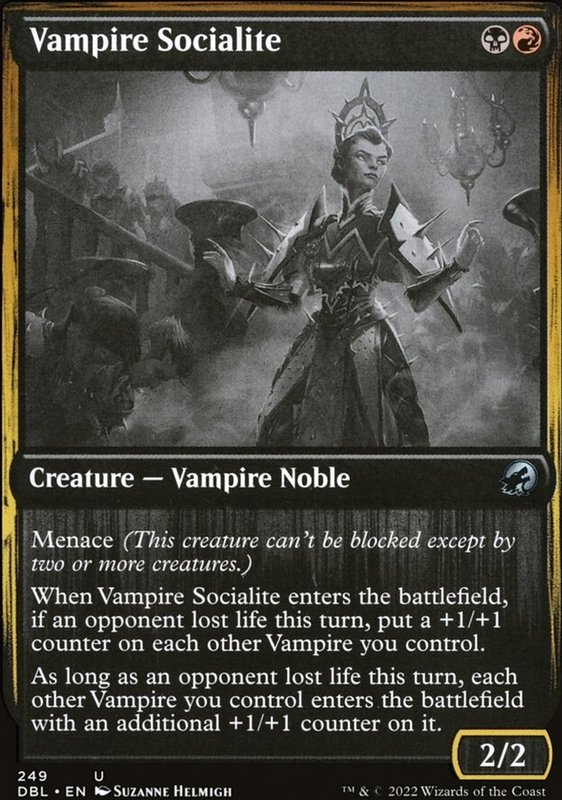 Vampire Socialite
Creature — Vampire Noble
Menace (This creature can't be blocked except by
two or more creatures.)
When Vampire Socialite enters the battlefield,
if an opponent lost life this turn, put a +1/+1
counter on each other Vampire you control.
As long as an opponent lost life this turn, each
other Vampire you control enters the battlefield
with an additional +1/+1 counter on it.
2/2
249 U
DBL • EN SUZANNE HELMIGH
™ & © 2022 Wizards of the Coast